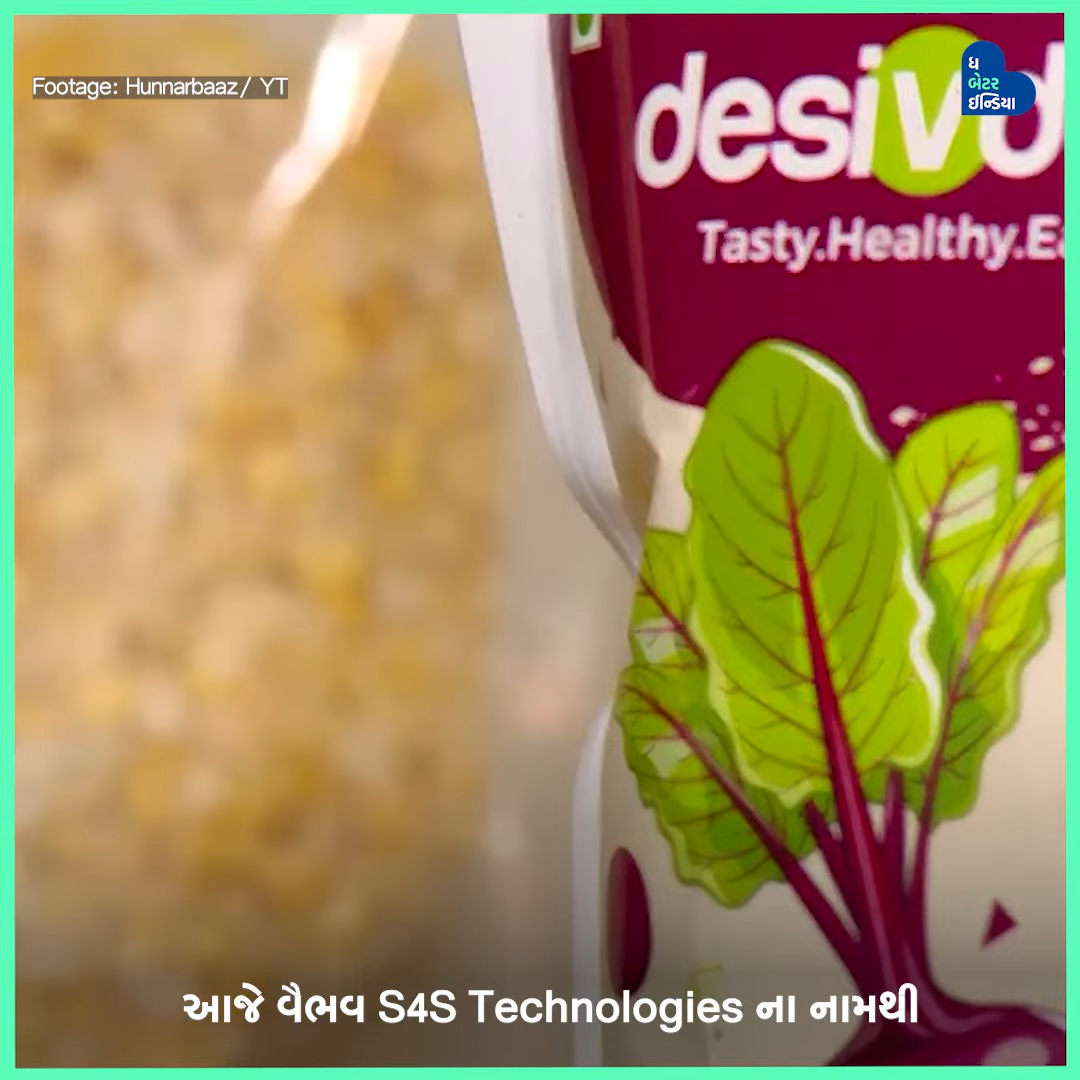 Footage: Hunnarbaaz/ YT
ધ
બેટર
ઈન્ડિયા
desiv
Tasty.Healthy.Ea
આજે વૈભવ S4S Technologies ના નામથી